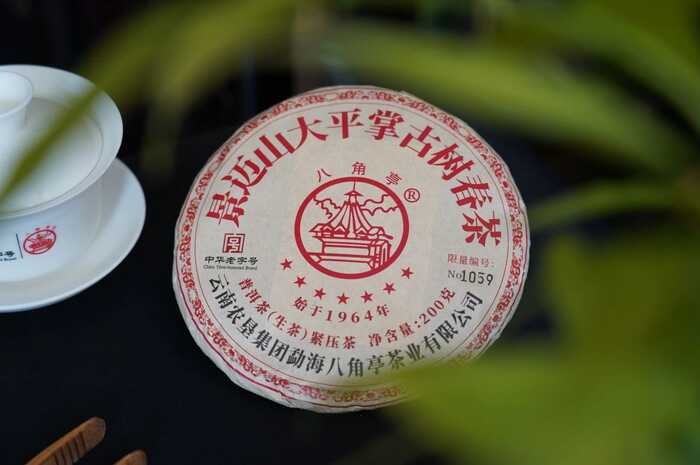 景迈山大平掌古树春茶
八角亭®
中华老字号
China Time-honored Brand
限量编号:
No1059
始于1964年
普洱茶(生茶)紧压茶 净含量:200克
云南农垦集团勐海八角亭茶业有限公司
字号